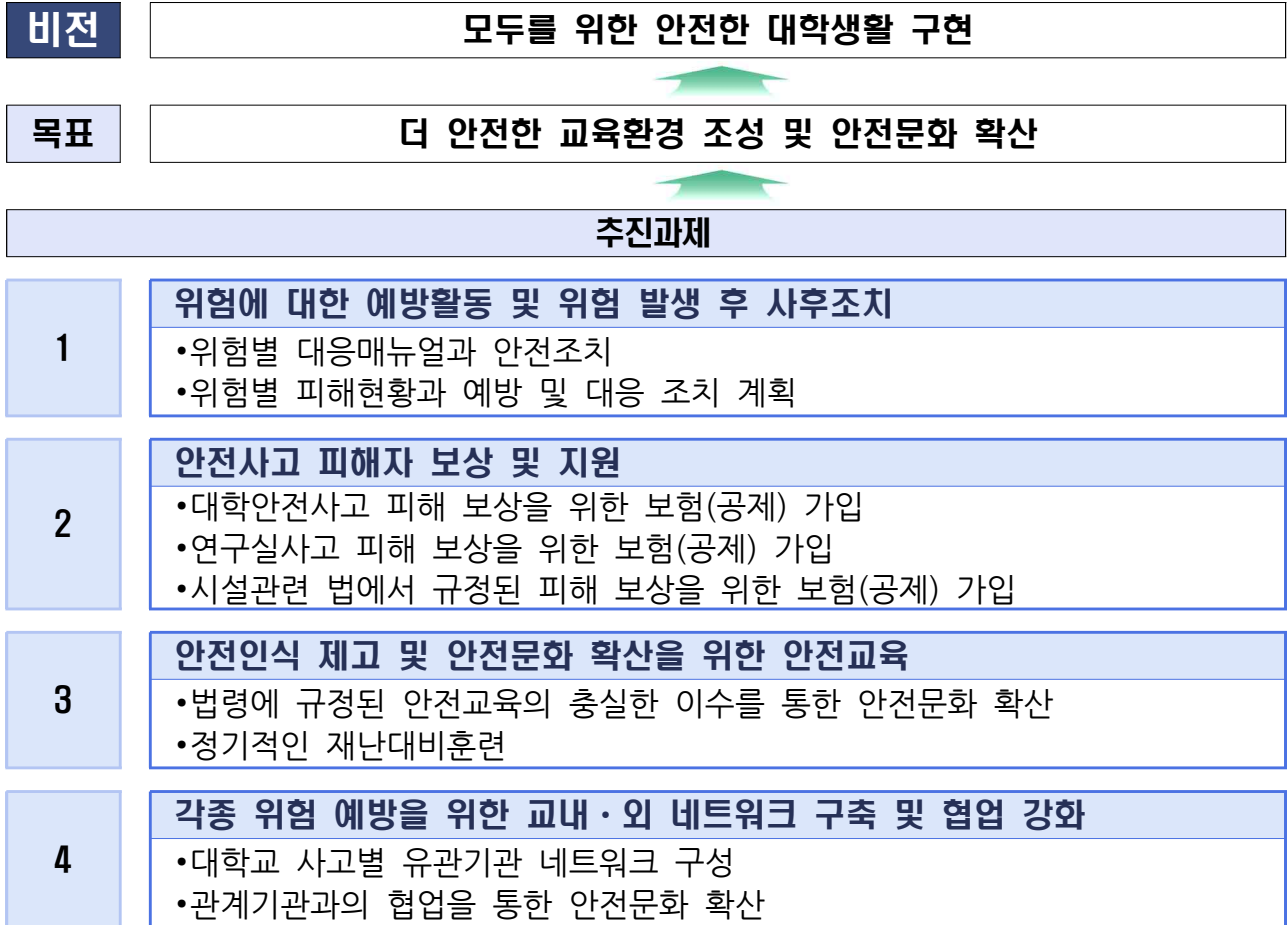 비전
모두를 위한 안전한 대학생활 구현
목표
더 안전한 교육환경 조성 및 안전문화 확산
추진과제
1
위험에 대한 예방활동 및 위험 발생 후 사후조치
•위험별 대응매뉴얼과 안전조치
•위험별 피해현황과 예방 및 대응 조치 계획
2
안전사고 피해자 보상 및 지원
•대학안전사고 피해 보상을 위한 보험(공제) 가입
•연구실사고 피해 보상을 위한 보험(공제) 가입
•시설관련 법에서 규정된 피해 보상을 위한 보험(공제) 가입
3
안전인식 제고 및 안전문화 확산을 위한 안전교육
•법령에 규정된 안전교육의 충실한 이수를 통한 안전문화 확산
•정기적인 재난대비훈련
4
각종 위험 예방을 위한 교내·외 네트워크 구축 및 협업 강화
•대학교 사고별 유관기관 네트워크 구성
•관계기관과의 협업을 통한 안전문화 확산